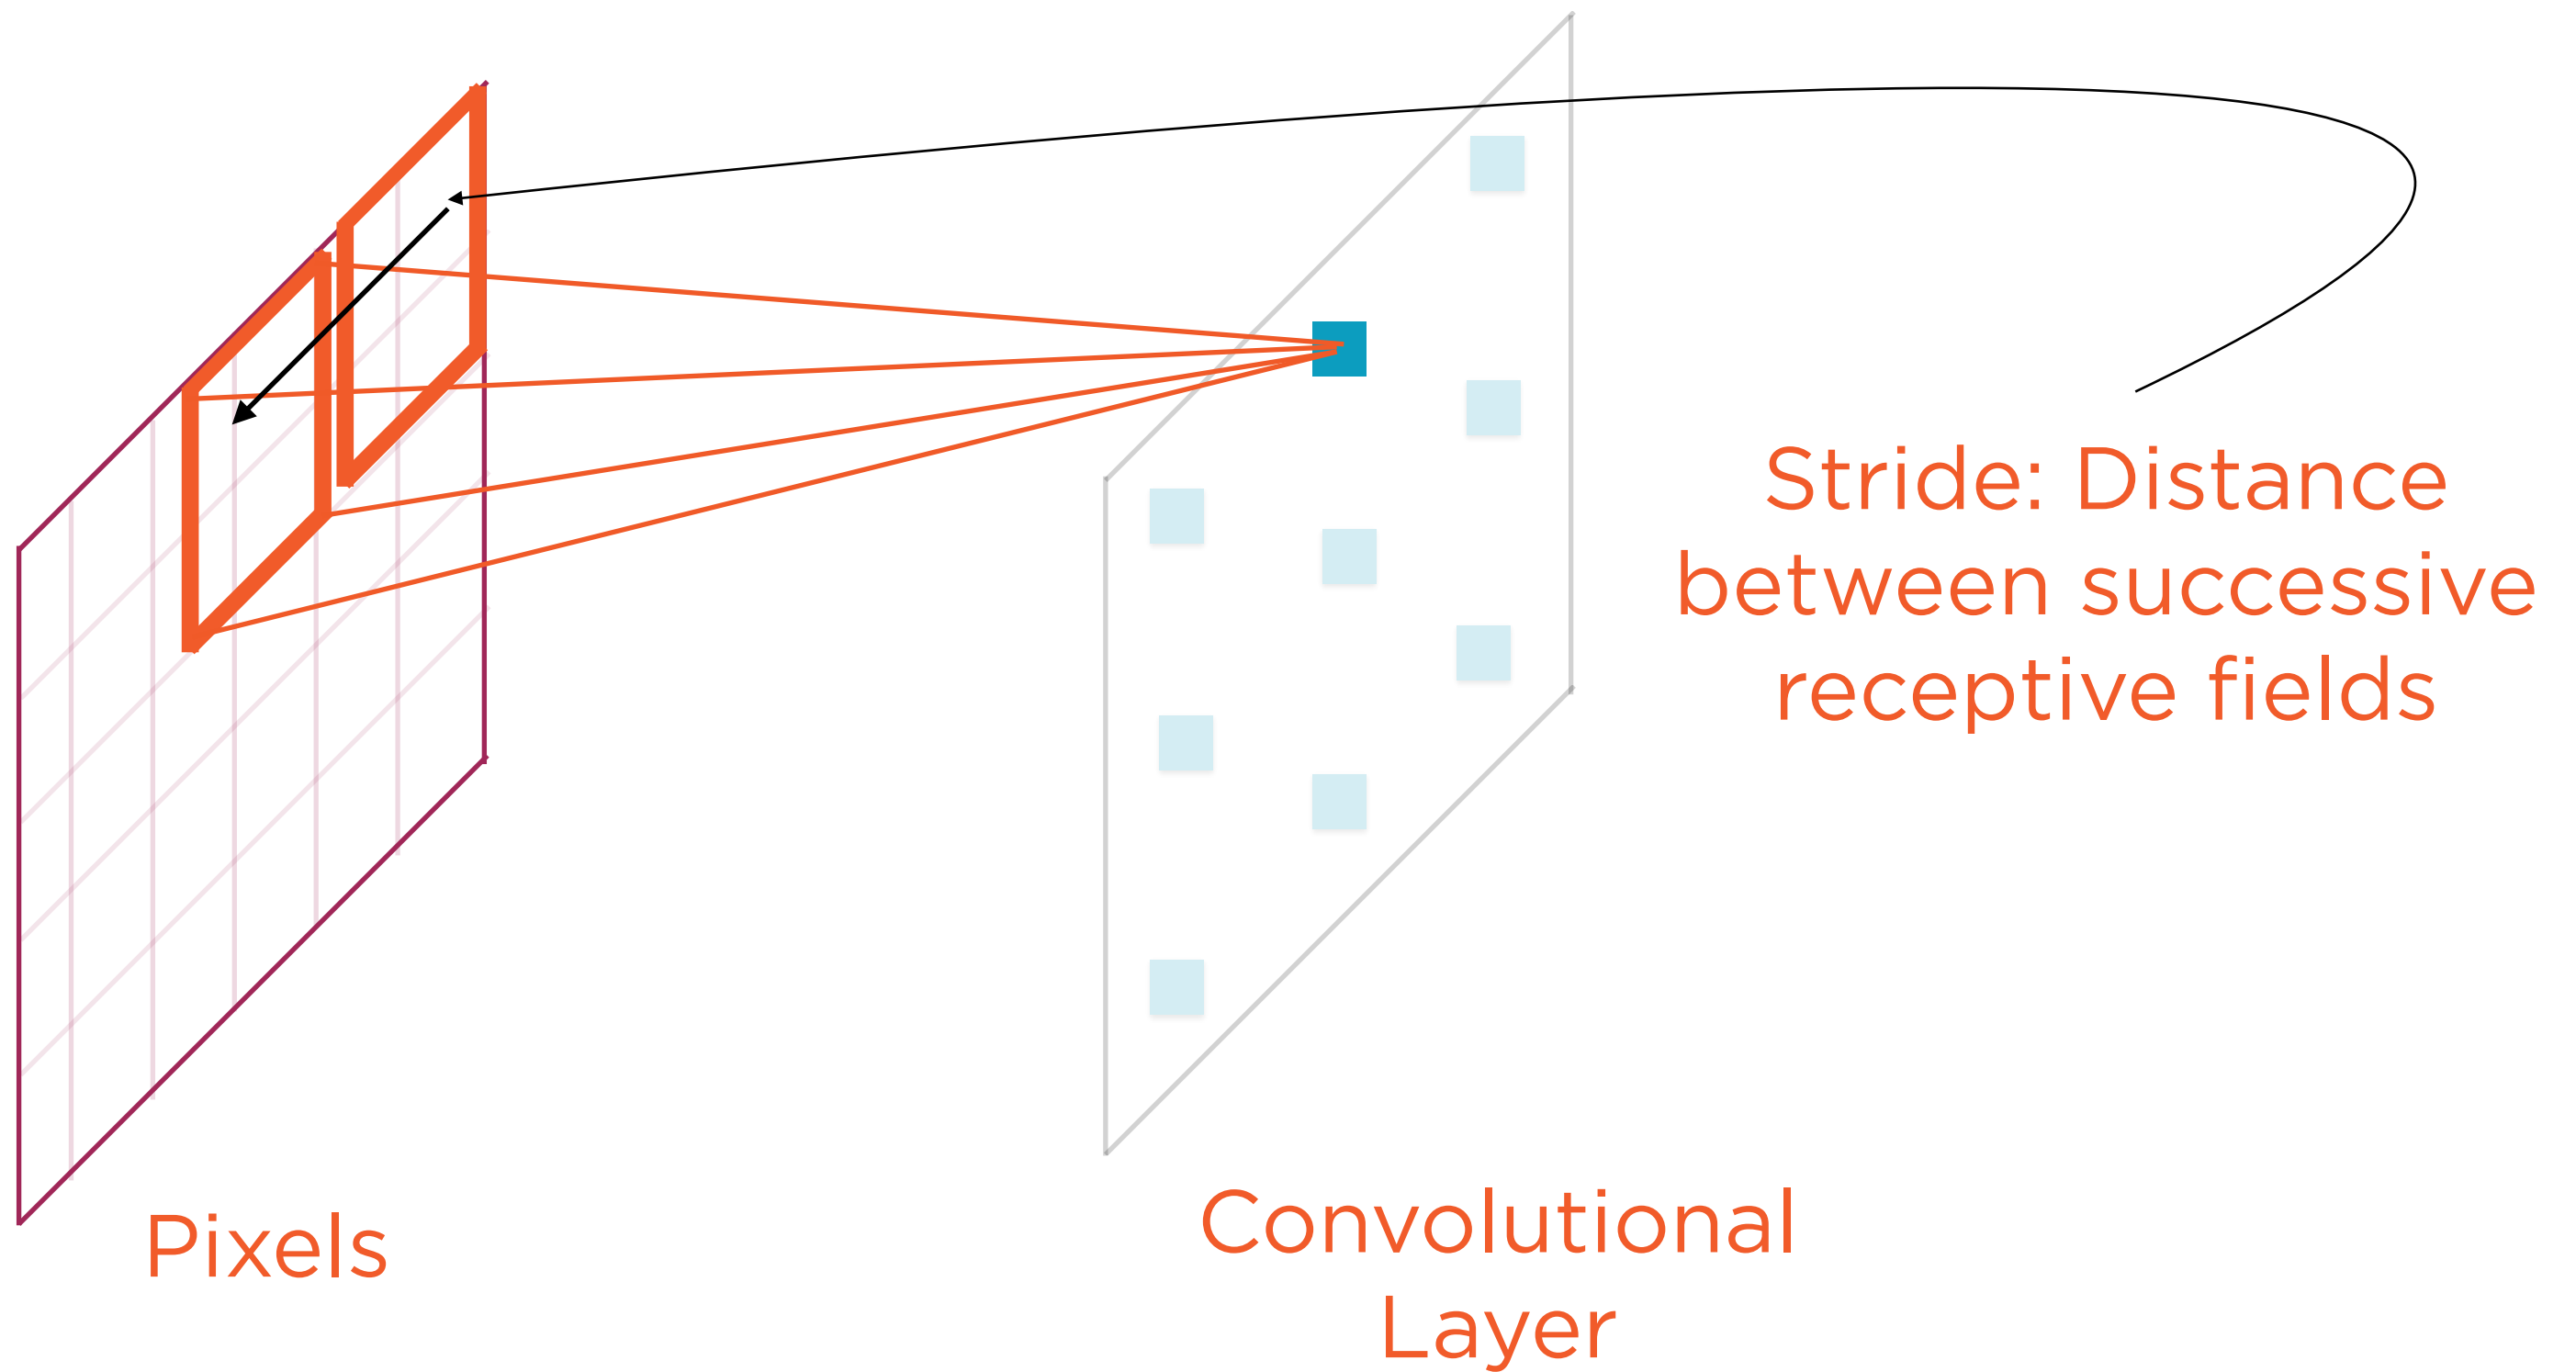 Stride: Distance
between successive
receptive fields
Pixels
Convolutional
Layer